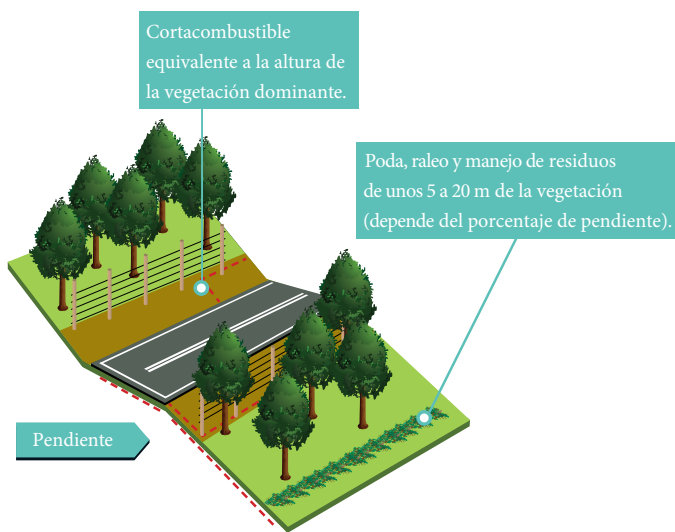 Cortacombustible
equivalente a la altura de
la vegetación dominante.
Poda, raleo y manejo de residuos
de unos 5 a 20 m de la vegetación
(depende del porcentaje de pendiente).
Pendiente